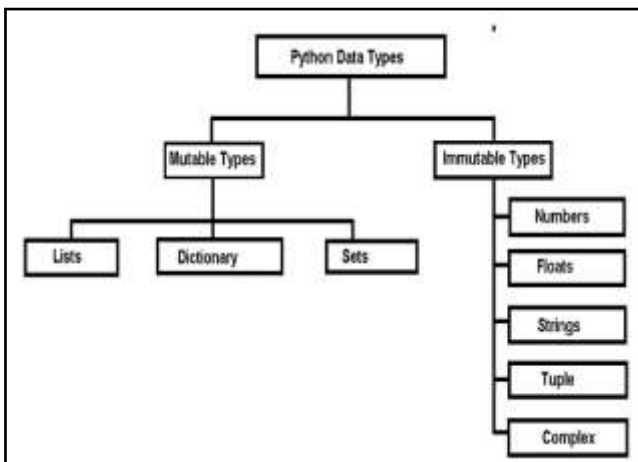 Python Data Types
Mutable Types
Immutable Types
Lists
Dictionary
Sets
Numbers
Floats
Strings
Tuple
Complex